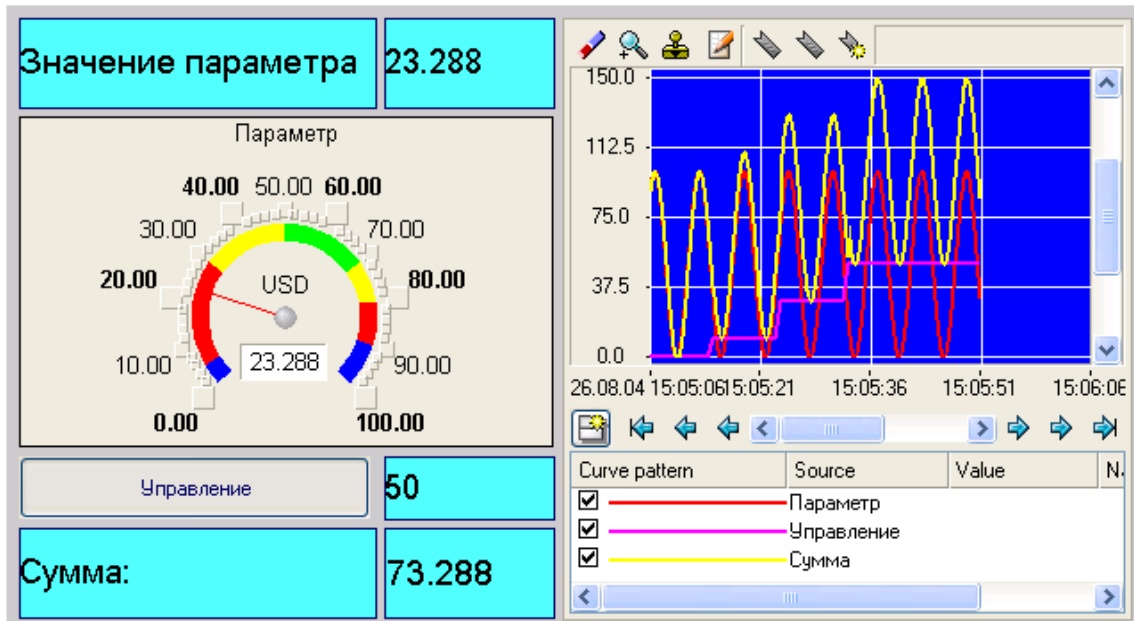 Значение параметра 23.288
Параметр
40.00 50.00 60.00
30.00 70.00
20.00 USD 80.00
10.00 23.288 90.00
0.00 100.00
Управление 50
Сумма: 73.288
150.0
112.5
75.0
37.5
0.0
26.08.04 15:05:06 15:05:21 15:05:36 15:05:51 15:06:06
Curve pattern Source Value N
Параметр
Управление
Сумма